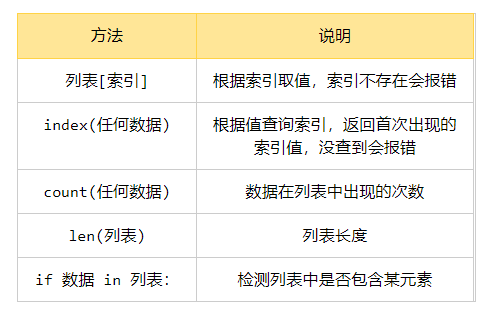 方法 说明
列表[索引] 根据索引取值，索引不存在会报错
index(任何数据) 根据值查询索引，返回首次出现的
索引值，没查到会报错
count(任何数据) 数据在列表中出现的次数
len(列表) 列表长度
if 数据 in 列表: 检测列表中是否包含某元素